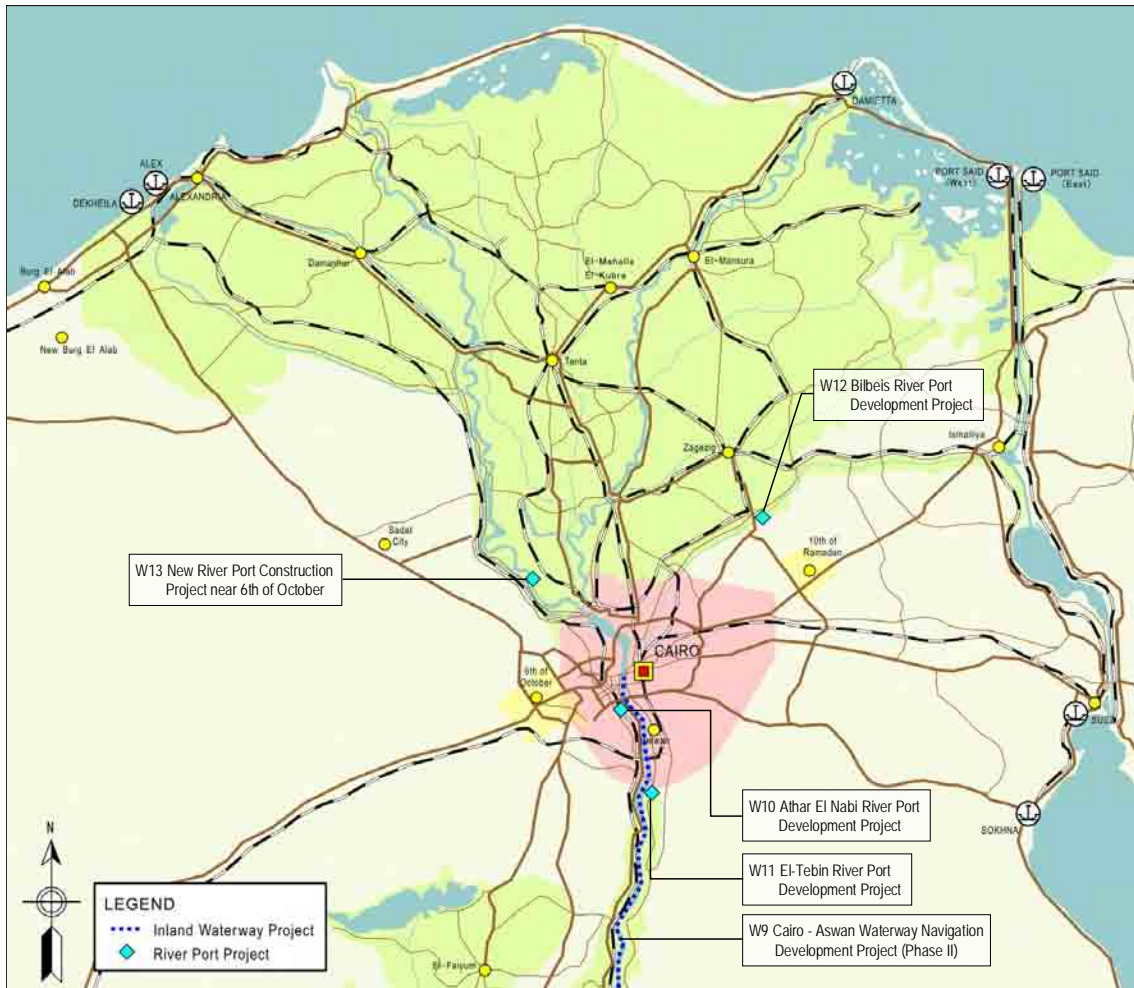 DAMIETTA
ALEX
DEKHEILA
ALEXANDRIA
PORT SAID
(West)
PORT SAID
(East)
Damanhur
El-Mahalle
El-Kubra
El-Mansura
Burg El Alab
New Burg El Alab
Tanta
W12 Bilbeis River Port
Development Project
Zagazig
Ismailiya
Sadat
City
10th of
Ramadan
W13 New River Port Construction
Project near 6th of October
CAIRO
6th of
October
SUEZ
W10 Athar El Nabi River Port
Development Project
SOKHNA
N
W11 El-Tebin River Port
Development Project
LEGEND
Inland Waterway Project
River Port Project
W9 Cairo - Aswan Waterway Navigation
Development Project (Phase II)
El-Faiyum